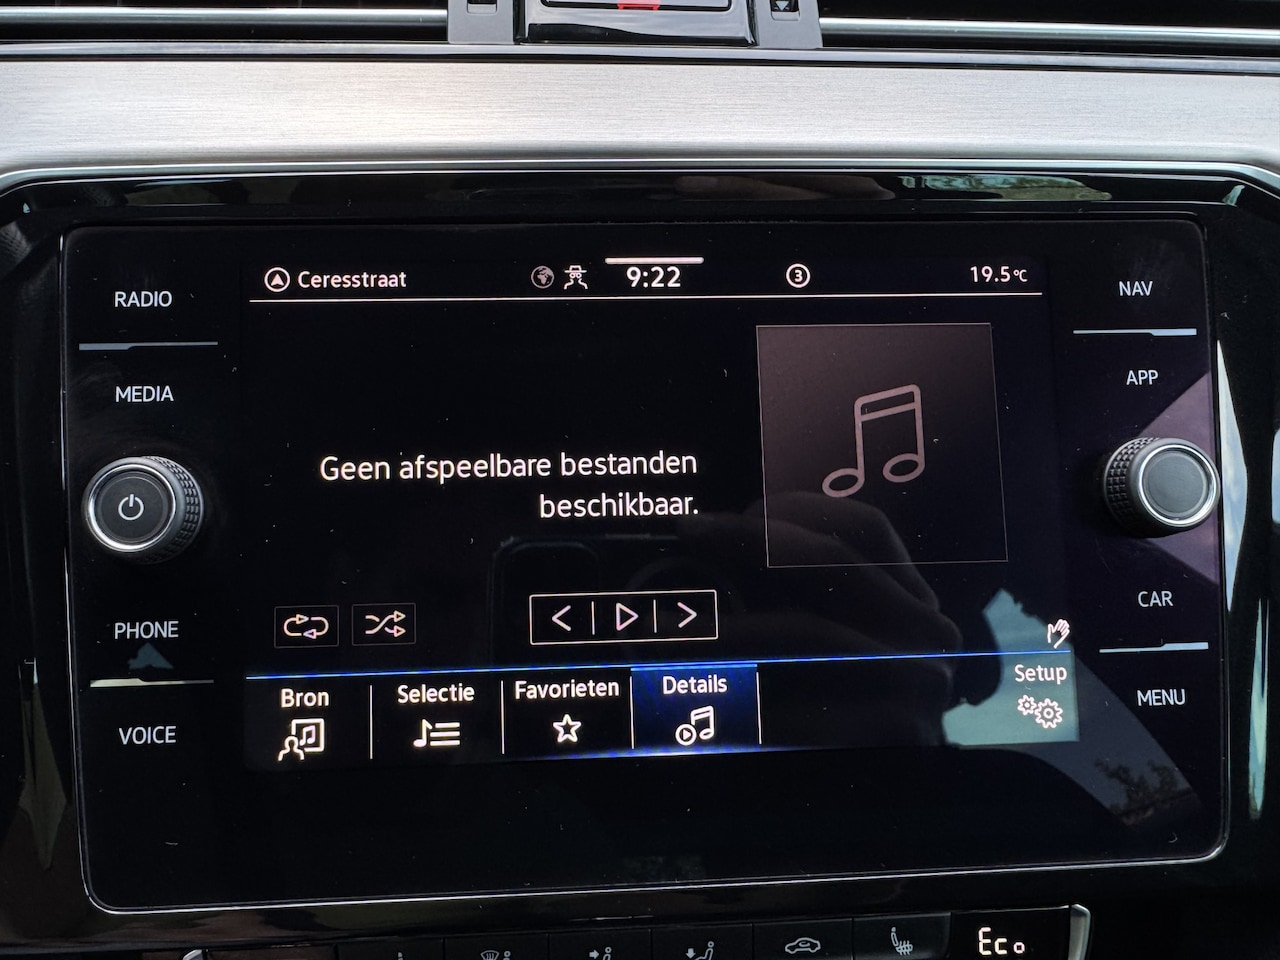 Ceresstraat
9:22
3
19.5°C
RADIO
NAV
MEDIA
APP
Geen afspeelbare bestanden
beschikbaar.
PHONE
CAR
Bron
Selectie
Favorieten
Details
Setup
VOICE
MENU
Eco